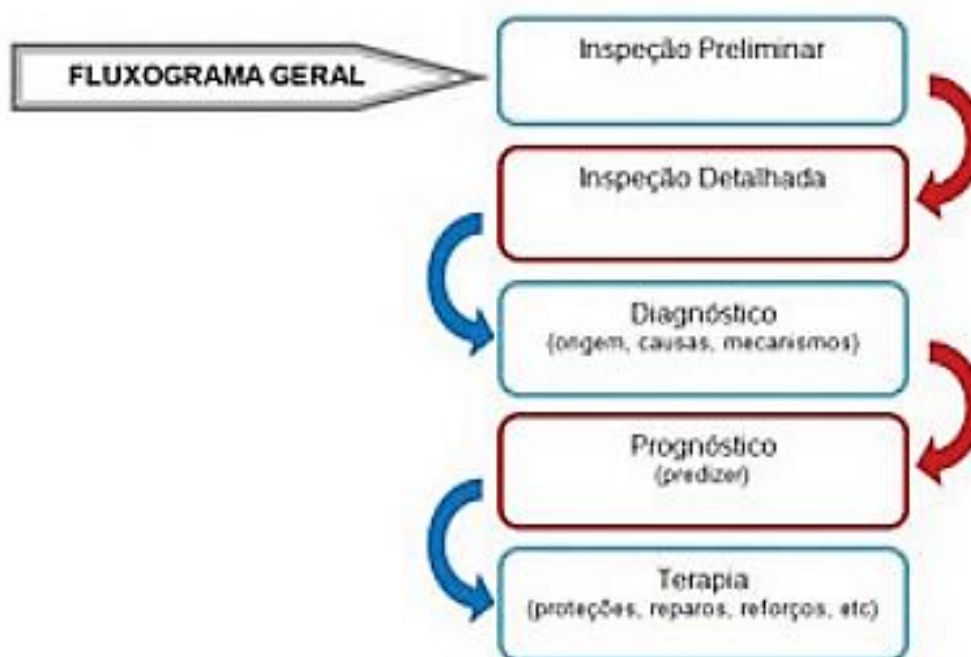 FLUXOGRAMA GERAL
Inspeção Preliminar
Inspeção Detalhada
Diagnóstico
(origem, causas, mecanismos)
Prognóstico
(predizer)
Terapia
(proteções, reparos, reforços, etc)